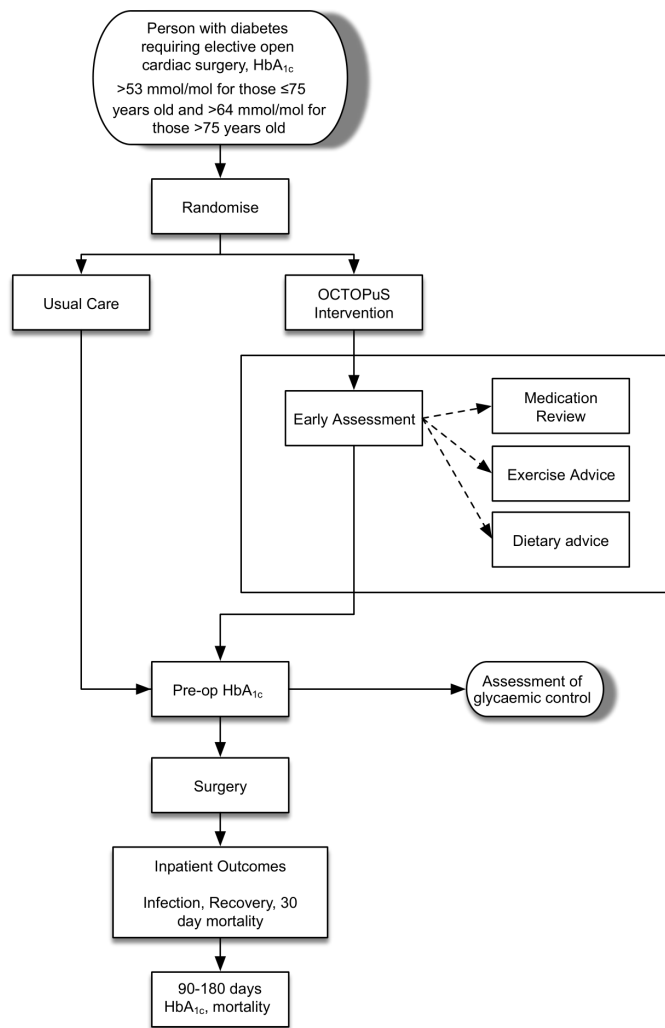 Person with diabetes
requiring elective open
cardiac surgery, HbA1c
>53 mmol/mol for those ≤75
years old and >64 mmol/mol for
those >75 years old
Randomise
Usual Care
OCTOPuS
Intervention
Early Assessment
Medication
Review
Exercise Advice
Dietary advice
Pre-op HbA1c
Assessment of
glycaemic control
Surgery
Inpatient Outcomes
Infection, Recovery, 30
day mortality
90-180 days
HbA1c, mortality